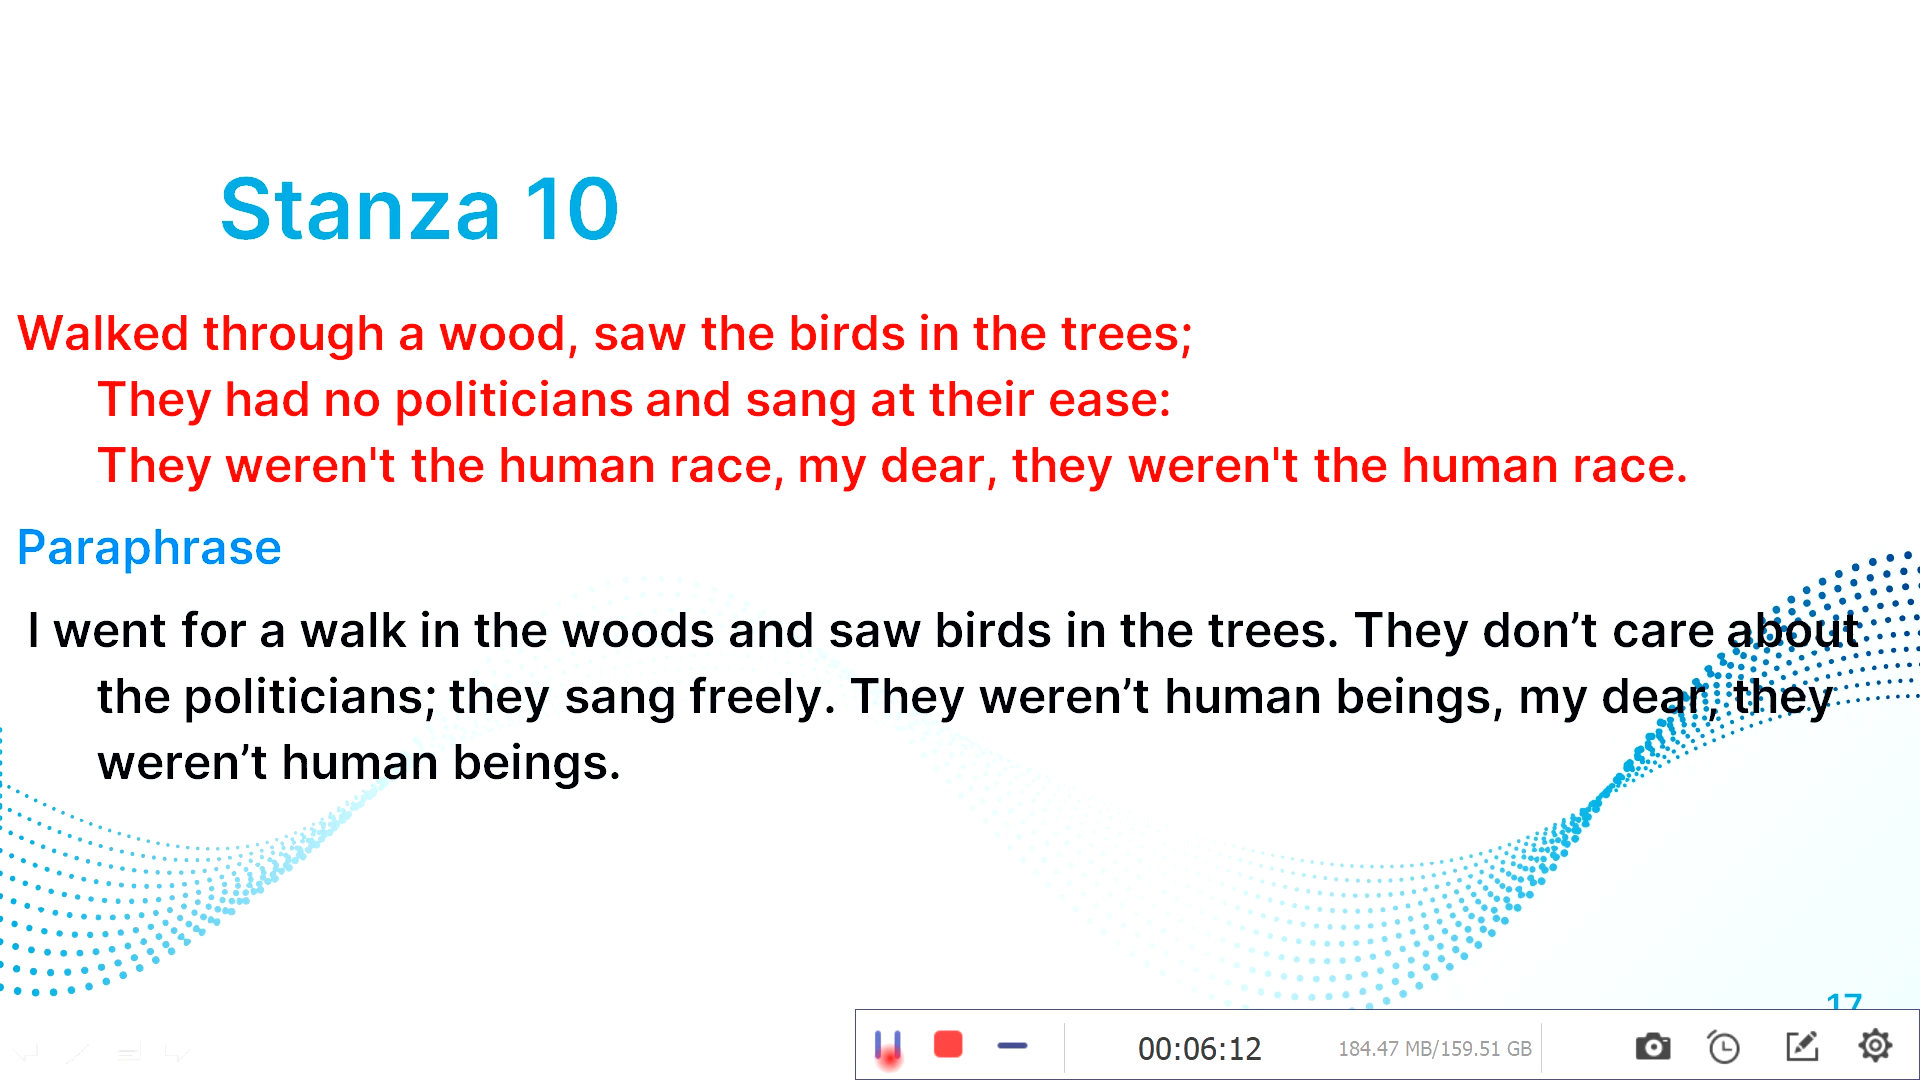 Stanza 10
Walked through a wood, saw the birds in the trees;
They had no politicians and sang at their ease:
They weren't the human race, my dear, they weren't the human race.
Paraphrase
I went for a walk in the woods and saw birds in the trees. They don’t care about
the politicians; they sang freely. They weren’t human beings, my dear, they
weren’t human beings.
17
00:06:12
184.47 MB/159.51 GB